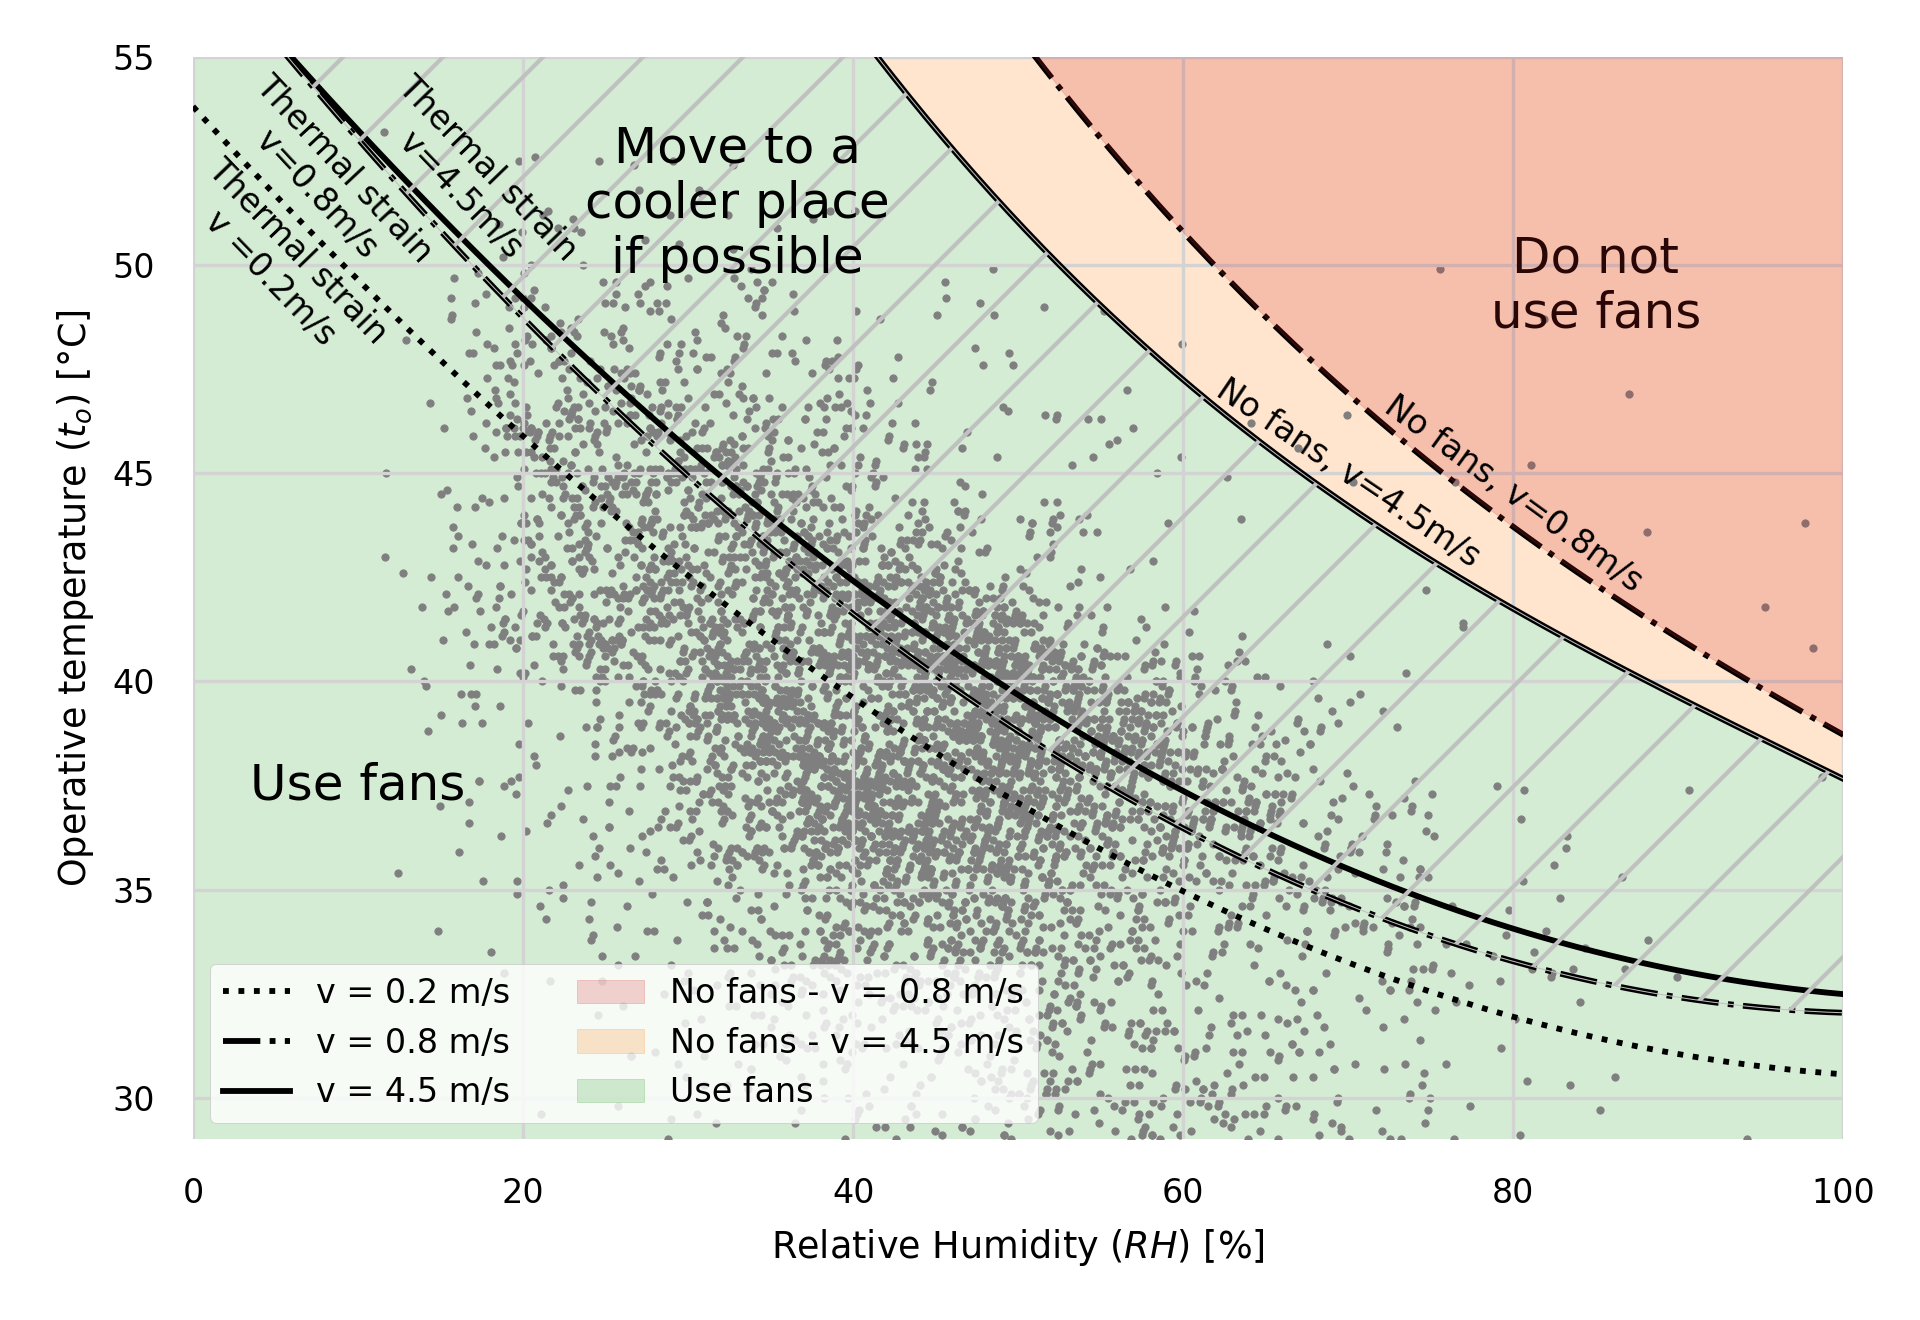 55
50
45
40
35
30
Operative temperature (t_o) [°C]
Thermal strain
v=0.8m/s
Thermal strain
v=4.5m/s
Thermal strain
v =0.2m/s
Move to a
cooler place
if possible
Do not
use fans
No fans, v=4.5m/s
No fans, v=0.8m/s
Use fans
v = 0.2 m/s
v = 0.8 m/s
v = 4.5 m/s
No fans - v = 0.8 m/s
No fans - v = 4.5 m/s
Use fans
0 20 40 60 80 100
Relative Humidity (RH) [%]